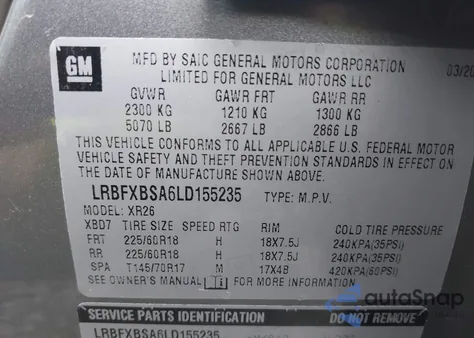 GM
MFD BY SAIC GENERAL MOTORS CORPORATION 03/20
LIMITED FOR GENERAL MOTORS LLC
GVWR GAWR FRT GAWR RR
2300 KG 1210 KG 1300 KG
5070 LB 2667 LB 2866 LB
THIS VEHICLE CONFORMS TO ALL APPLICABLE U.S. FEDERAL MOTOR
VEHICLE SAFETY AND THEFT PREVENTION STANDARDS IN EFFECT ON
THE DATE OF MANUFACTURE SHOWN ABOVE.
LRBFXBSA6LD155235 TYPE: M.P.V.
MODEL: XR26
XBD7 TIRE SIZE SPEED RTG RIM COLD TIRE PRESSURE
FRT 225/60R18 H 18X7.5J 240KPA(35PSI)
RR 225/60R18 H 18X7.5J 240KPA(35PSI)
SPA T145/70R17 M 17X4B 420KPA(60PSI)
SEE OWNER'S MANUAL FOR MORE INFORMATION
SERVICE PARTS IDENTIFICATION DO NOT REMOVE
LRBFXBSA6LD155235
autoSnap